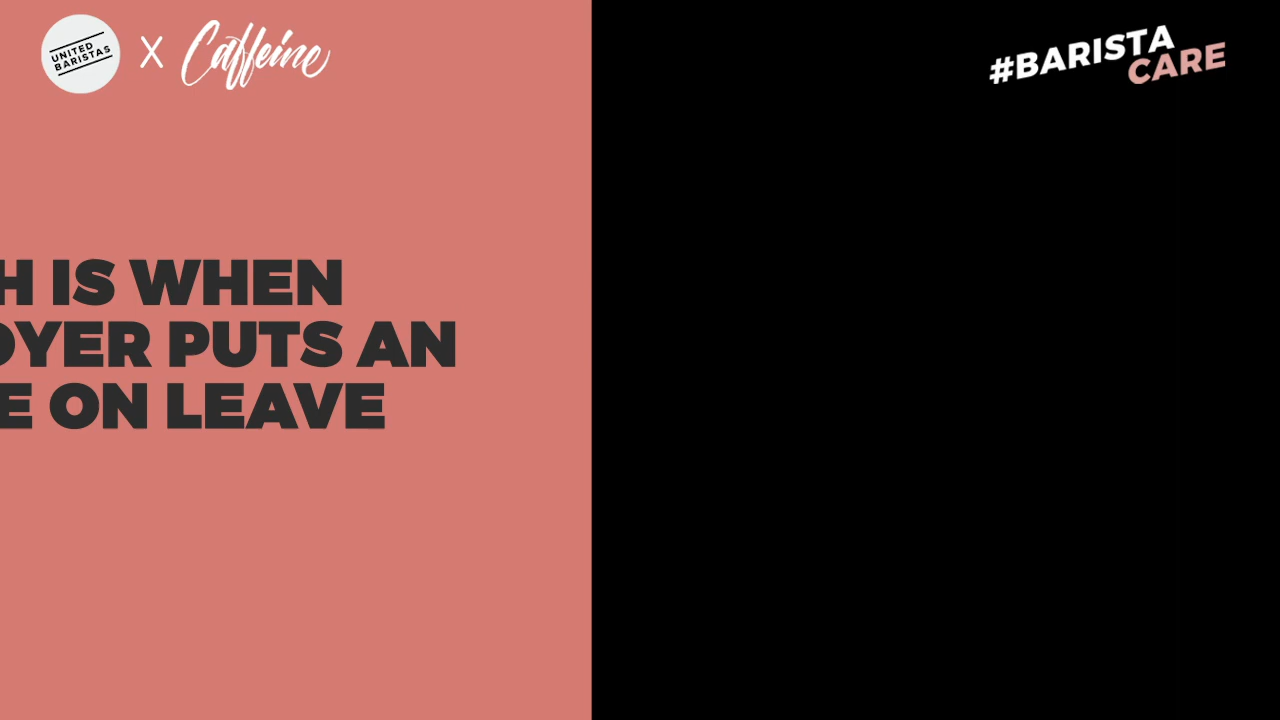 UNITED
BARISTAS
X Caffeine
#BARISTA
CARE
H IS WHEN
OYER PUTS AN
E ON LEAVE